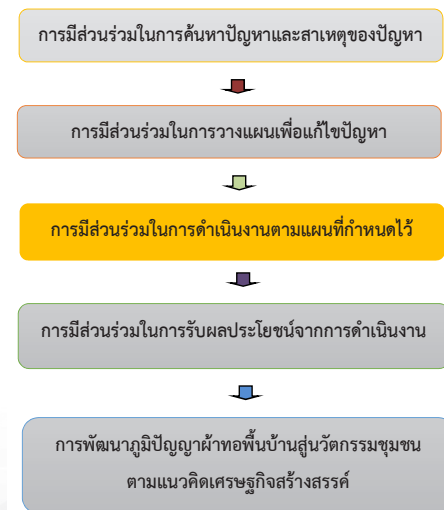 การมีส่วนร่วมในการค้นหาปัญหาและสาเหตุของปัญหา
การมีส่วนร่วมในการวางแผนเพื่อแก้ไขปัญหา
การมีส่วนร่วมในการดำเนินงานตามแผนที่กำหนดไว้
การมีส่วนร่วมในการรับผลประโยชน์จากการดำเนินงาน
การพัฒนาภูมิปัญญาผ้าทอพื้นบ้านสู่นวัตกรรมชุมชน
ตามแนวคิดเศรษฐกิจสร้างสรรค์